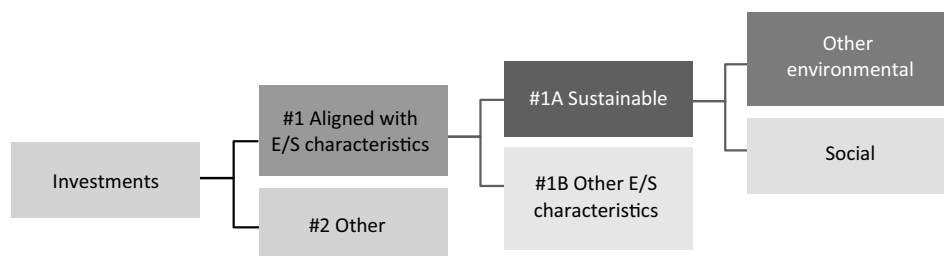 Investments
#1 Aligned with
E/S characteristics
#2 Other
#1A Sustainable
#1B Other E/S
characteristics
Other
environmental
Social